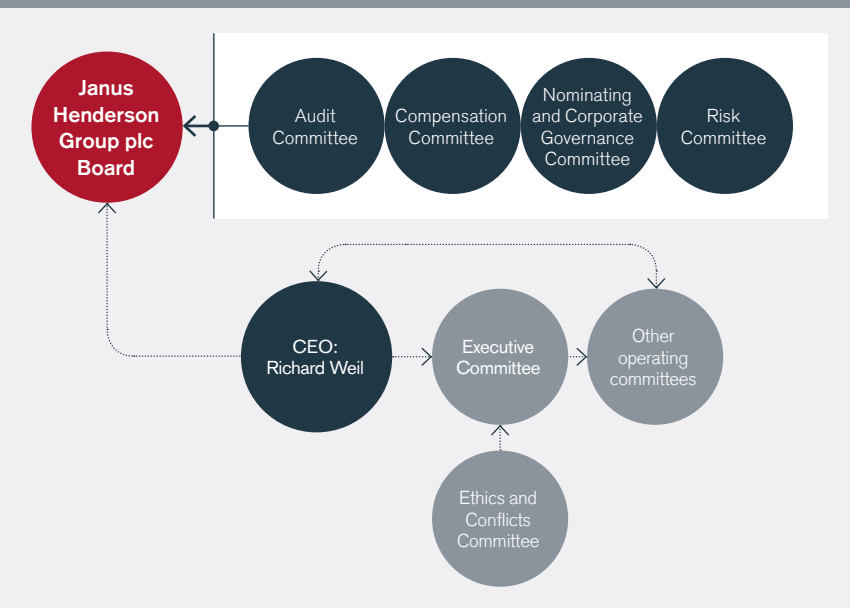 Janus
Henderson
Group plc
Board
Audit
Committee
Compensation
Committee
Nominating
and Corporate
Governance
Committee
Risk
Committee
CEO:
Richard Weil
Executive
Committee
Other
operating
committees
Ethics and
Conflicts
Committee